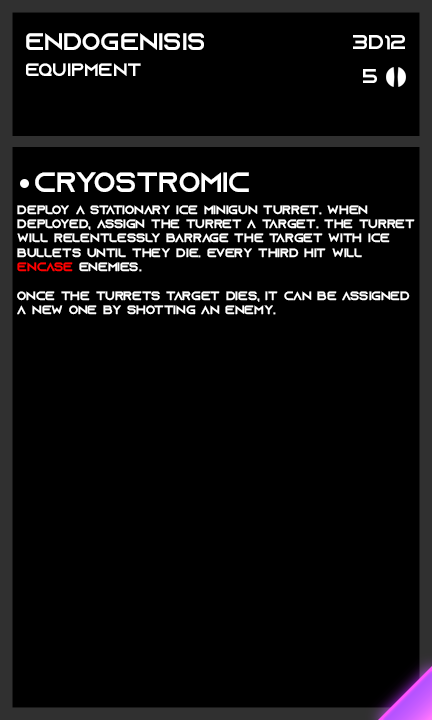 ENDOGENISIS
3D12
EQUIPMENT
5
•CRYOSTROMIC
DEPLOY A STATIONARY ICE MINIGUN TURRET. WHEN
DEPLOYED, ASSIGN THE TURRET A TARGET. THE TURRET
WILL RELENTLESSLY BARRAGE THE TARGET WITH ICE
BULLETS UNTIL THEY DIE. EVERY THIRD HIT WILL
ENCASE ENEMIES.
ONCE THE TURRETS TARGET DIES, IT CAN BE ASSIGNED
A NEW ONE BY SHOTTING AN ENEMY.